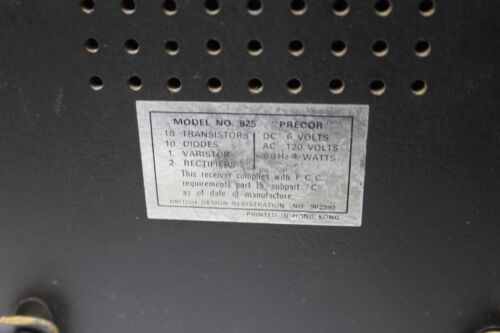 MODEL NO. 825 "PRECOR"
18 TRANSISTORS DC 6 VOLTS
10 DIODES AC 120 VOLTS
1 VARISTOR 60Hz 4 WATTS
2 RECTIFIERS
This receiver complies with F.C.C.
requirements part 15, subpart "C"
as of date of manufacture.
BRITISH DESIGN REGISTRATION NO.
PRINTED IN HONG KONG